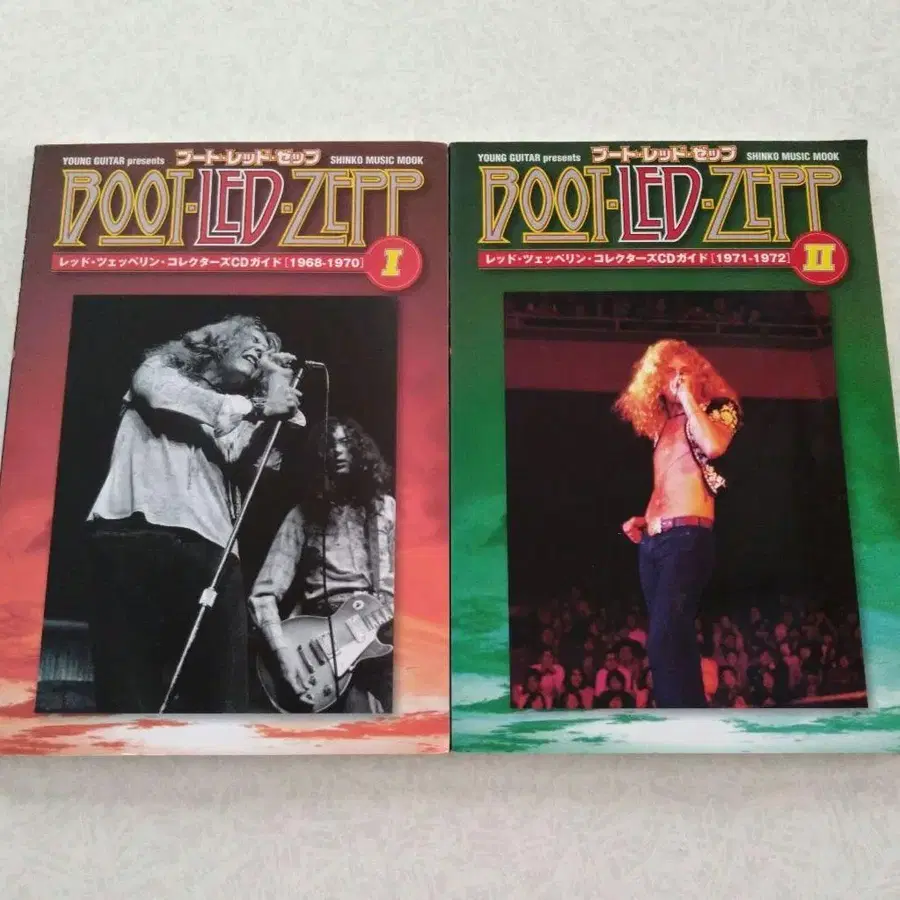 YOUNG GUITAR presents ブート・レッド・ゼップ SHINKO MUSIC MOOK
BOOT・LED・ZEPP
レッド・ツェッペリン・コレクターズCDガイド[1968-1970] I
YOUNG GUITAR presents ブート・レッド・ゼップ SHINKO MUSIC MOOK
BOOT・LED・ZEPP
レッド・ツェッペリン・コレクターズCDガイド[1971-1972] II